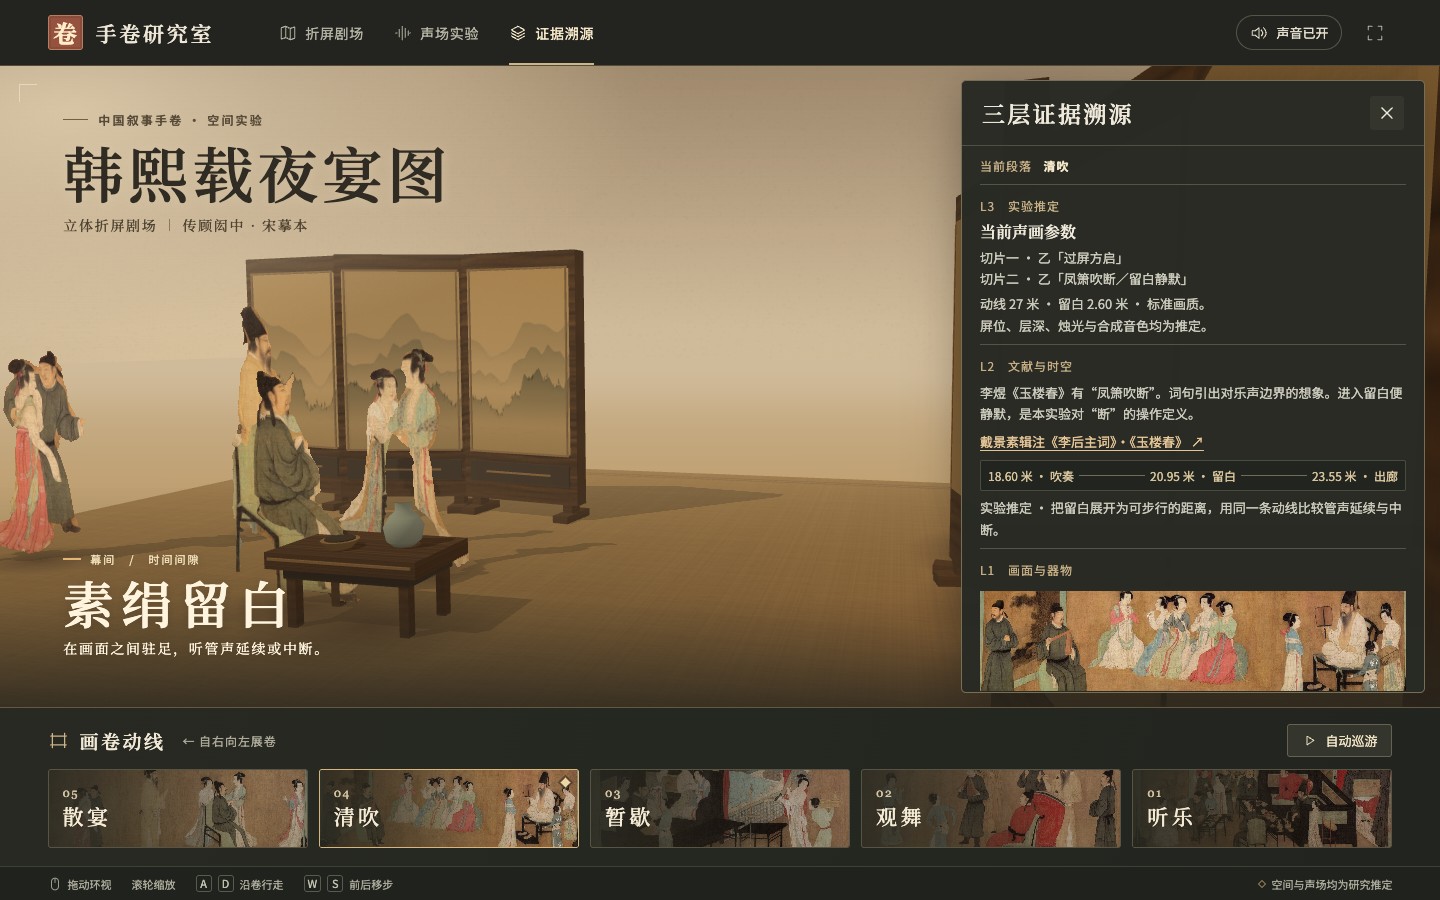 卷 手卷研究室
折屏剧场
声场实验
证据溯源
声音已开
中国叙事手卷 · 空间实验
韩熙载夜宴图
立体折屏剧场 | 传顾闳中 · 宋摹本
幕间 / 时间间隙
素绢留白
在画面之间驻足，听管声延续或中断。
三层证据溯源
当前段落 清吹
L3 实验推定
当前声画参数
切片一 · 乙「过屏方启」
切片二 · 乙「凤箫吹断／留白静默」
动线 27 米 · 留白 2.60 米 · 标准画质。
屏位、层深、烛光与合成音色均为推定。
L2 文献与时空
李煜《玉楼春》有“凤箫吹断”。词句引出对乐声边界的想象。进入留白便
静默，是本实验对“断”的操作定义。
戴景素辑注《李后主词》·《玉楼春》 ↗
18.60 米 · 吹奏 20.95 米 · 留白 23.55 米 · 出廊
实验推定 · 把留白展开为可步行的距离，用同一条动线比较管声延续与中
断。
L1 画面与器物
画卷动线 ← 自右向左展卷
自动巡游
05
散宴
04
清吹
03
暂歇
02
观舞
01
听乐
拖动环视 滚轮缩放 A D 沿卷行走 W S 前后移步
空间与声场均为研究推定